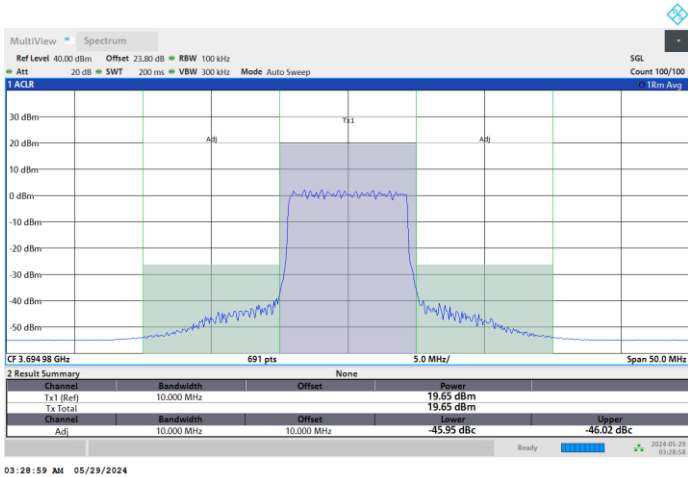 MultiView Spectrum
Ref Level 40.00 dBm Offset 23.80 dB RBW 100 kHz SGL
Att 20 dB SWT 200 ms VBW 300 kHz Mode Auto Sweep Count 100/100
1 ACLR 1Rm Avg
30 dBm
Tx1
20 dBm Adj Adj
10 dBm
0 dBm
-10 dBm
-20 dBm
-30 dBm
-40 dBm
-50 dBm
CF 3.694 98 GHz 691 pts 5.0 MHz/ Span 50.0 MHz
2 Result Summary None
Channel Bandwidth Offset Power
Tx1 (Ref) 10.000 MHz 19.65 dBm
Tx Total 19.65 dBm
Channel Bandwidth Offset Lower Upper
Adj 10.000 MHz 10.000 MHz -45.95 dBc -46.02 dBc
Ready 2024-05-29
03:28:58
03:28:59 AM 05/29/2024